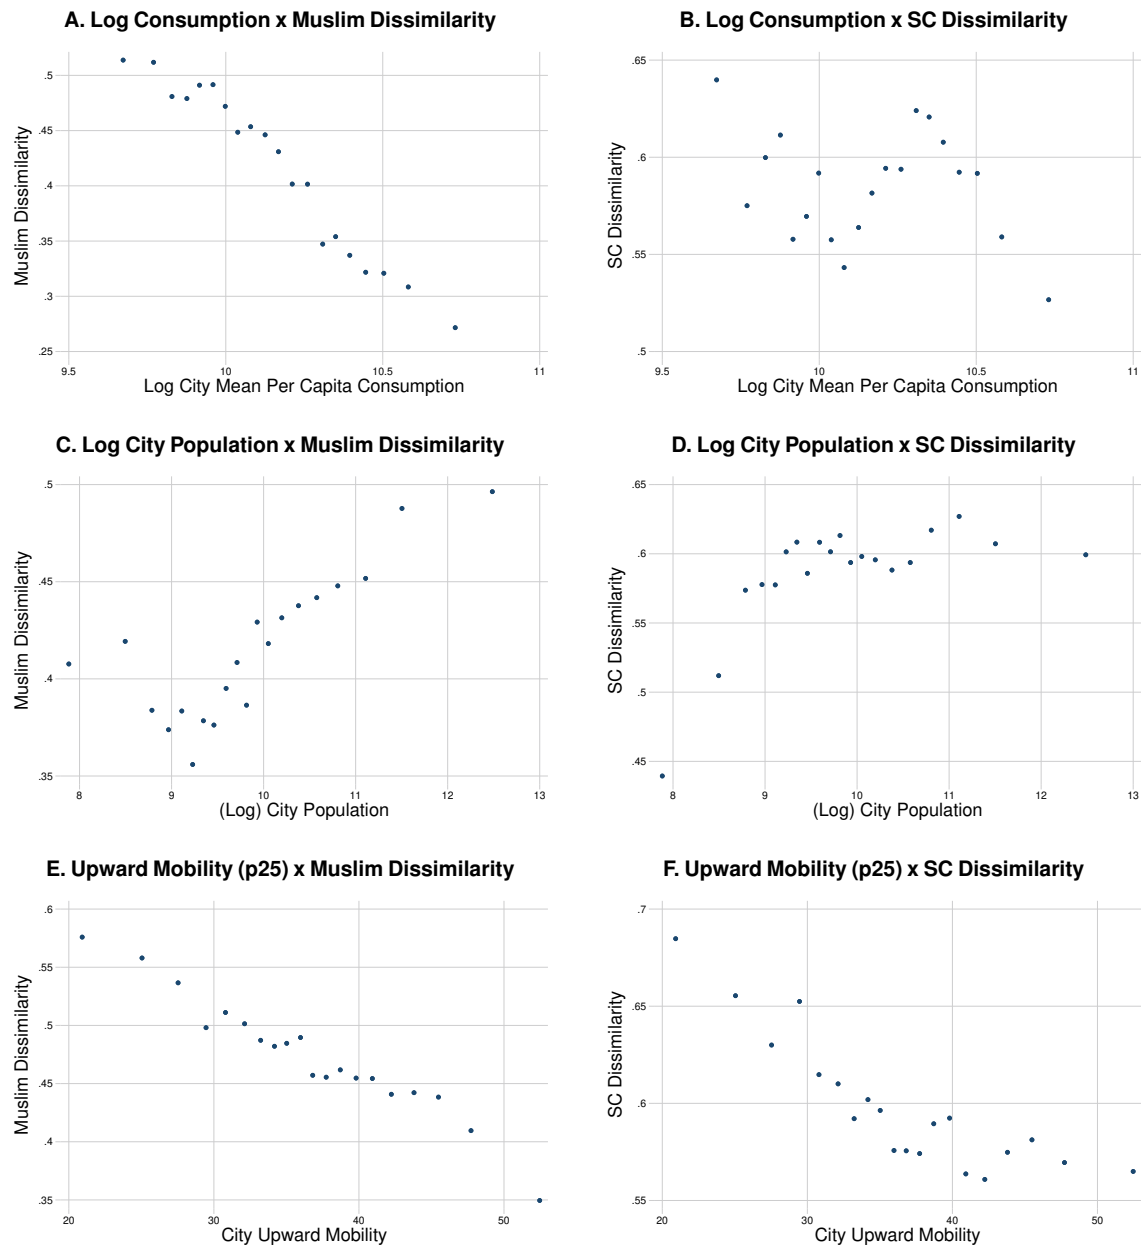 A. Log Consumption x Muslim Dissimilarity
.5
.45
.4
.35
.3
.25
Muslim Dissimilarity
9.5 10 10.5 11
Log City Mean Per Capita Consumption
B. Log Consumption x SC Dissimilarity
.65
.6
.55
.5
SC Dissimilarity
9.5 10 10.5 11
Log City Mean Per Capita Consumption
C. Log City Population x Muslim Dissimilarity
.5
.45
.4
.35
Muslim Dissimilarity
8 9 10 11 12 13
(Log) City Population
D. Log City Population x SC Dissimilarity
.65
.6
.55
.5
.45
SC Dissimilarity
8 9 10 11 12 13
(Log) City Population
E. Upward Mobility (p25) x Muslim Dissimilarity
.6
.55
.5
.45
.4
.35
Muslim Dissimilarity
20 30 40 50
City Upward Mobility
F. Upward Mobility (p25) x SC Dissimilarity
.7
.65
.6
.55
SC Dissimilarity
20 30 40 50
City Upward Mobility